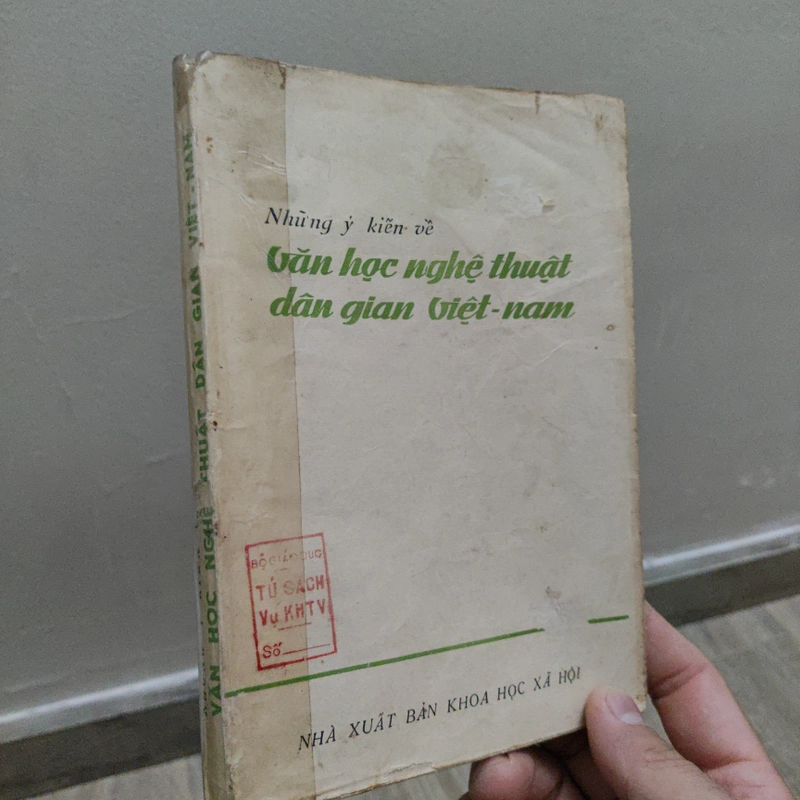 Những ý kiến về
Văn học nghệ thuật
dân gian Việt-nam
BỘ GIÁO DỤC
TỦ SÁCH
VỤ KHTV
Số
NHÀ XUẤT BẢN KHOA HỌC XÃ HỘI
VĂN HỌC NGHỆ THUẬT DÂN GIAN VIỆT-NAM